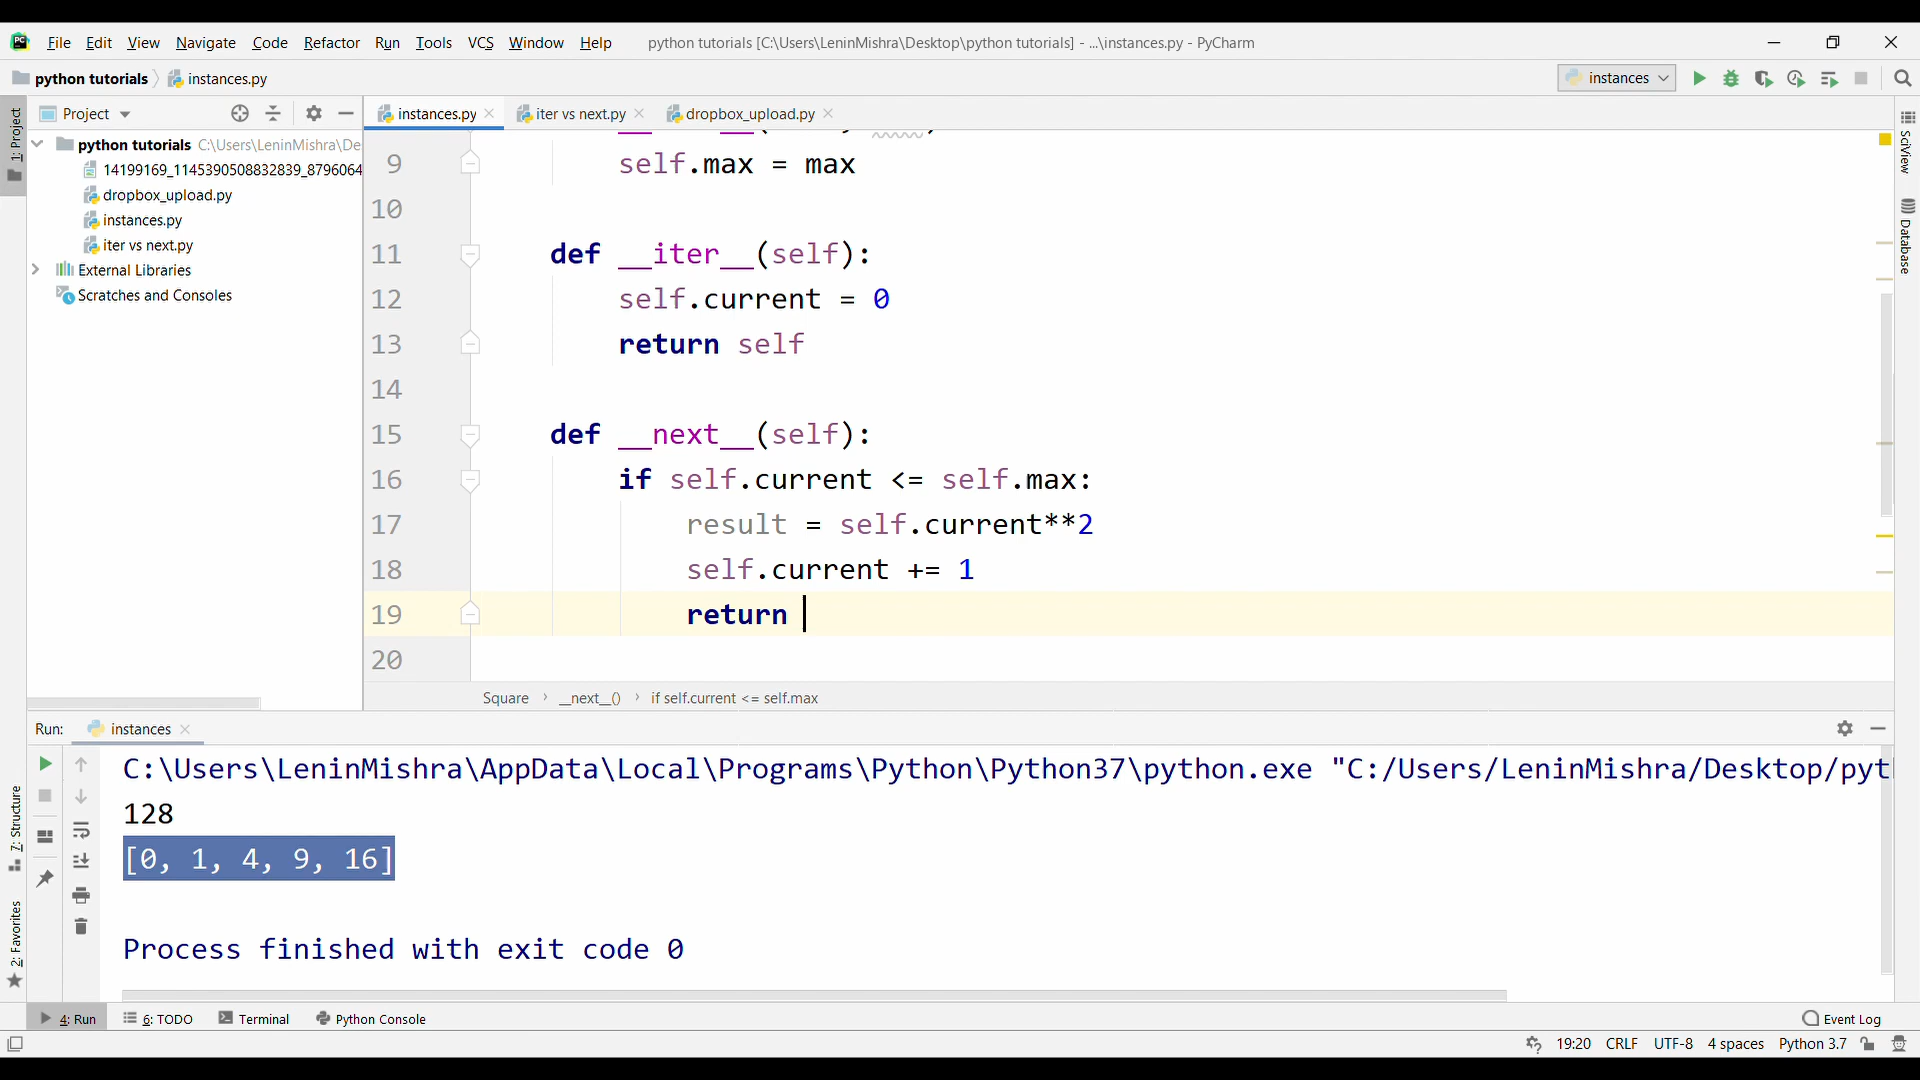 File Edit View Navigate Code Refactor Run Tools VCS Window Help python tutorials [C:\Users\LeninMishra\Desktop\python tutorials] - ...\instances.py - PyCharm
python tutorials instances.py instances
1: Project
Project instances.py iter vs next.py dropbox_upload.py
python tutorials C:\Users\LeninMishra\De
14199169_1145390508832839_8796064
dropbox_upload.py
instances.py
iter vs next.py
External Libraries
Scratches and Consoles
9 self.max = max
10
11 def __iter__(self):
12 self.current = 0
13 return self
14
15 def __next__(self):
16 if self.current <= self.max:
17 result = self.current**2
18 self.current += 1
19 return
20
Square __next__() if self.current <= self.max
SciView
Database
Run: instances
C:\Users\LeninMishra\AppData\Local\Programs\Python\Python37\python.exe "C:/Users/LeninMishra/Desktop/pyt
128
[0, 1, 4, 9, 16]
Process finished with exit code 0
7: Structure
2: Favorites
4: Run 6: TODO Terminal Python Console Event Log
19:20 CRLF UTF-8 4 spaces Python 3.7